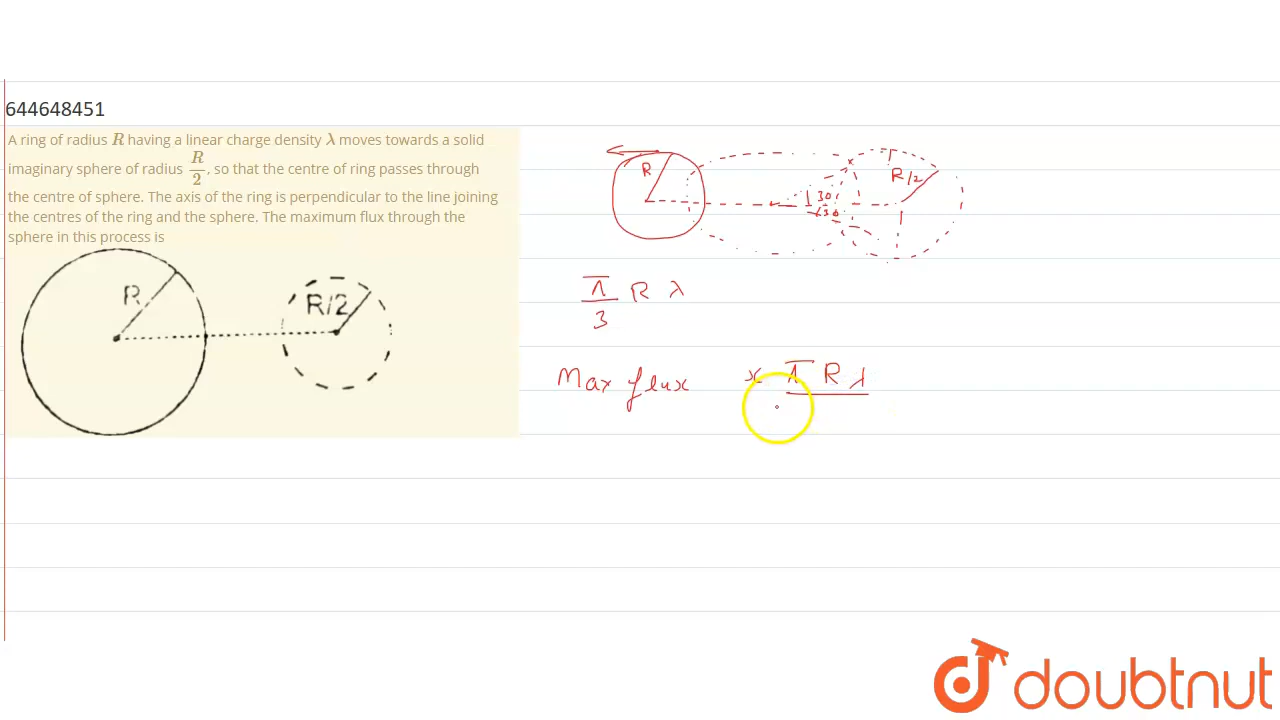 644648451
A ring of radius R having a linear charge density λ moves towards a solid
imaginary sphere of radius R/2, so that the centre of ring passes through
the centre of sphere. The axis of the ring is perpendicular to the line joining
the centres of the ring and the sphere. The maximum flux through the
sphere in this process is
R
R/2
R
R/2
30
30
π/3 R λ
Max flux x π R λ
doubtnut